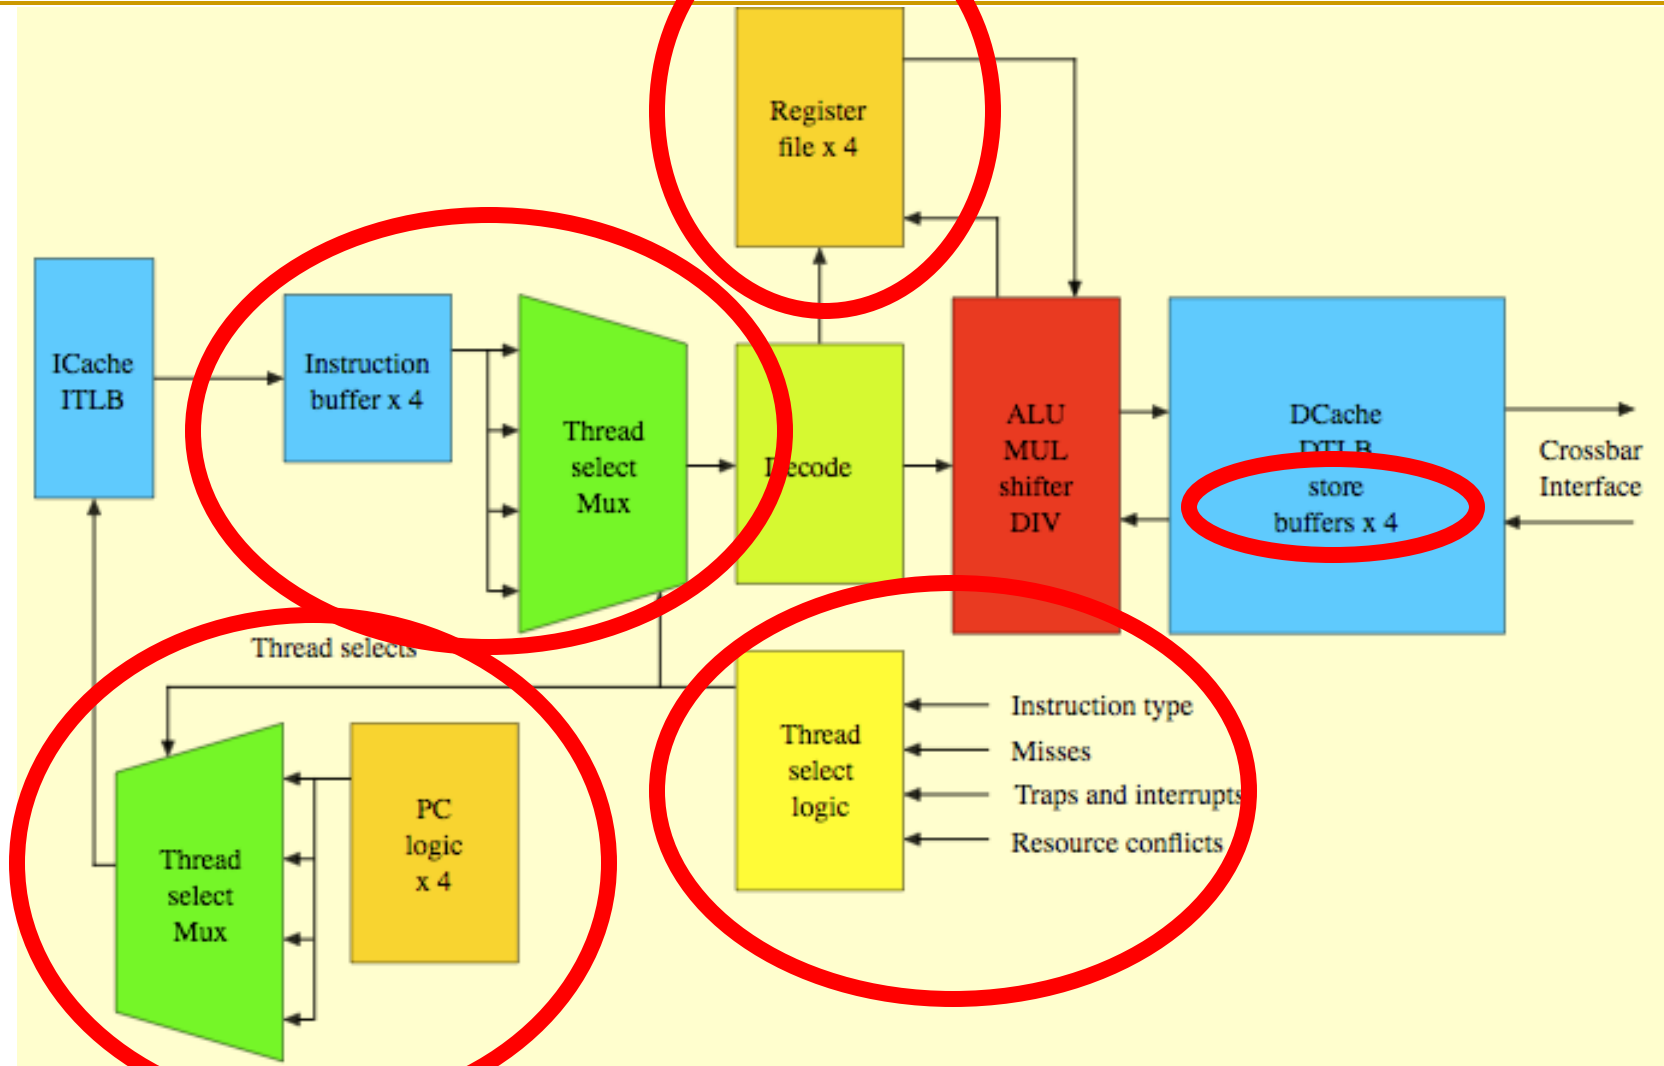 Register
file x 4
ICache
ITLB
Instruction
buffer x 4
Thread
select
Mux
Decode
ALU
MUL
shifter
DIV
DCache
DTLB
store
buffers x 4
Crossbar
Interface
Thread selects
Thread
select
Mux
PC
logic
x 4
Thread
select
logic
Instruction type
Misses
Traps and interrupts
Resource conflicts